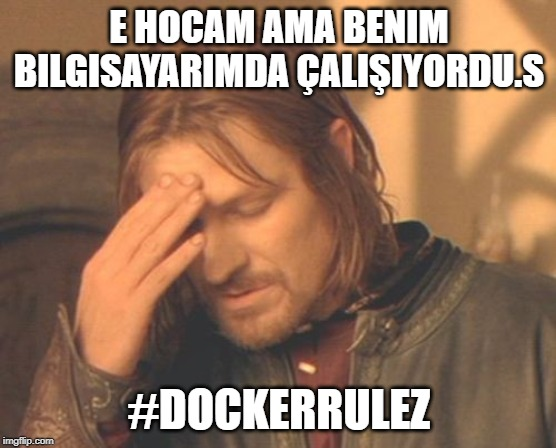 E HOCAM AMA BENIM
BILGISAYARIMDA ÇALIŞIYORDU.S
#DOCKERRULEZ
imgflip.com